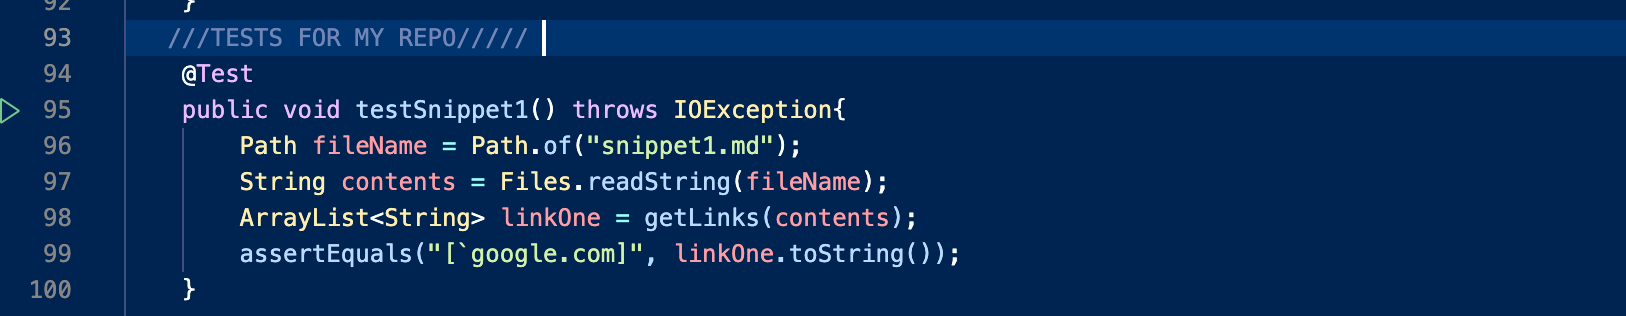 92 }
93 ///TESTS FOR MY REPO/////
94 @Test
95 public void testSnippet1() throws IOException{
96 Path fileName = Path.of("snippet1.md");
97 String contents = Files.readString(fileName);
98 ArrayList<String> linkOne = getLinks(contents);
99 assertEquals("[`google.com]", linkOne.toString());
100 }